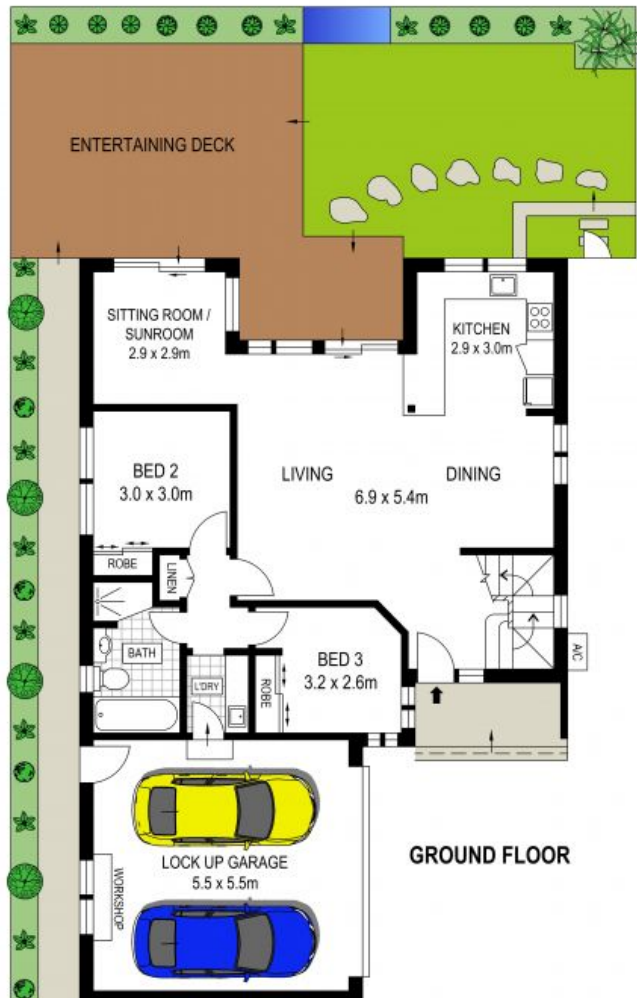 ENTERTAINING DECK
SITTING ROOM /
SUNROOM
2.9 x 2.9m
KITCHEN
2.9 x 3.0m
BED 2
3.0 x 3.0m
LIVING
DINING
6.9 x 5.4m
ROBE
LINEN
BATH
L'DRY
ROBE
BED 3
3.2 x 2.6m
A/C
LOCK UP GARAGE
5.5 x 5.5m
WORKSHOP
GROUND FLOOR